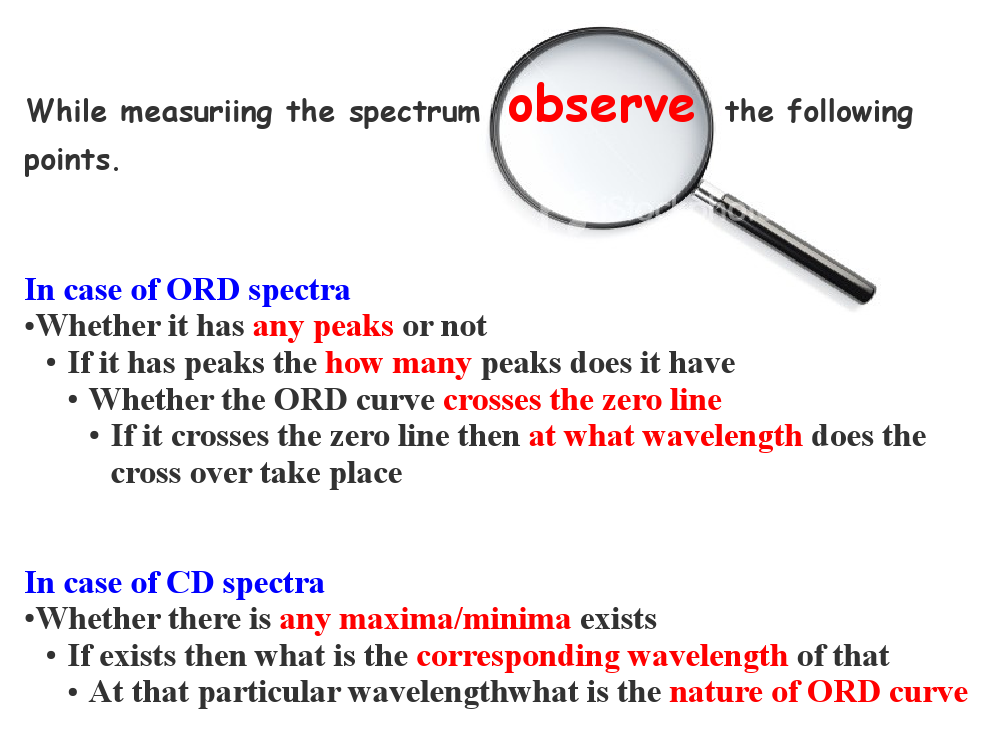 While measuriing the spectrum observe the following
points.
In case of ORD spectra
•Whether it has any peaks or not
• If it has peaks the how many peaks does it have
• Whether the ORD curve crosses the zero line
• If it crosses the zero line then at what wavelength does the
cross over take place
In case of CD spectra
•Whether there is any maxima/minima exists
• If exists then what is the corresponding wavelength of that
• At that particular wavelengthwhat is the nature of ORD curve